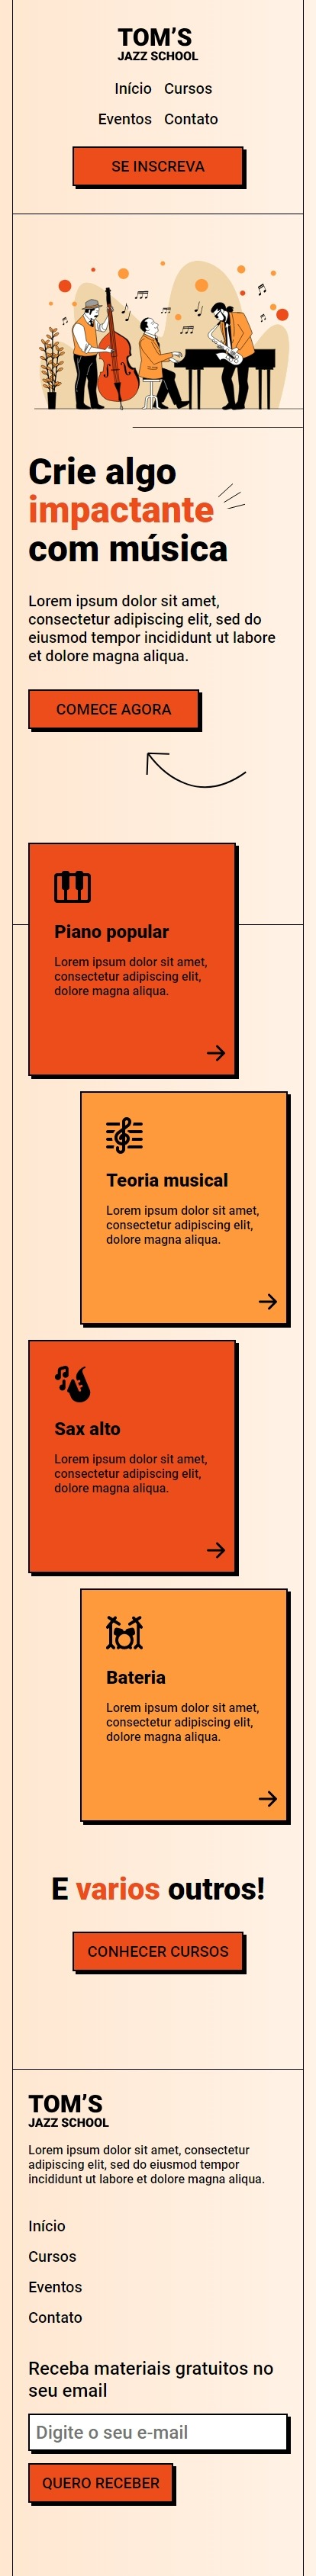 TOM’S
JAZZ SCHOOL
Início Cursos
Eventos Contato
SE INSCREVA
Crie algo
impactante
com música
Lorem ipsum dolor sit amet,
consectetur adipiscing elit, sed do
eiusmod tempor incididunt ut labore
et dolore magna aliqua.
COMECE AGORA
Piano popular
Lorem ipsum dolor sit amet,
consectetur adipiscing elit,
dolore magna aliqua.
Teoria musical
Lorem ipsum dolor sit amet,
consectetur adipiscing elit,
dolore magna aliqua.
Sax alto
Lorem ipsum dolor sit amet,
consectetur adipiscing elit,
dolore magna aliqua.
Bateria
Lorem ipsum dolor sit amet,
consectetur adipiscing elit,
dolore magna aliqua.
E varios outros!
CONHECER CURSOS
TOM’S
JAZZ SCHOOL
Lorem ipsum dolor sit amet, consectetur
adipiscing elit, sed do eiusmod tempor
incididunt ut labore et dolore magna aliqua.
Início
Cursos
Eventos
Contato
Receba materiais gratuitos no
seu email
Digite o seu e-mail
QUERO RECEBER